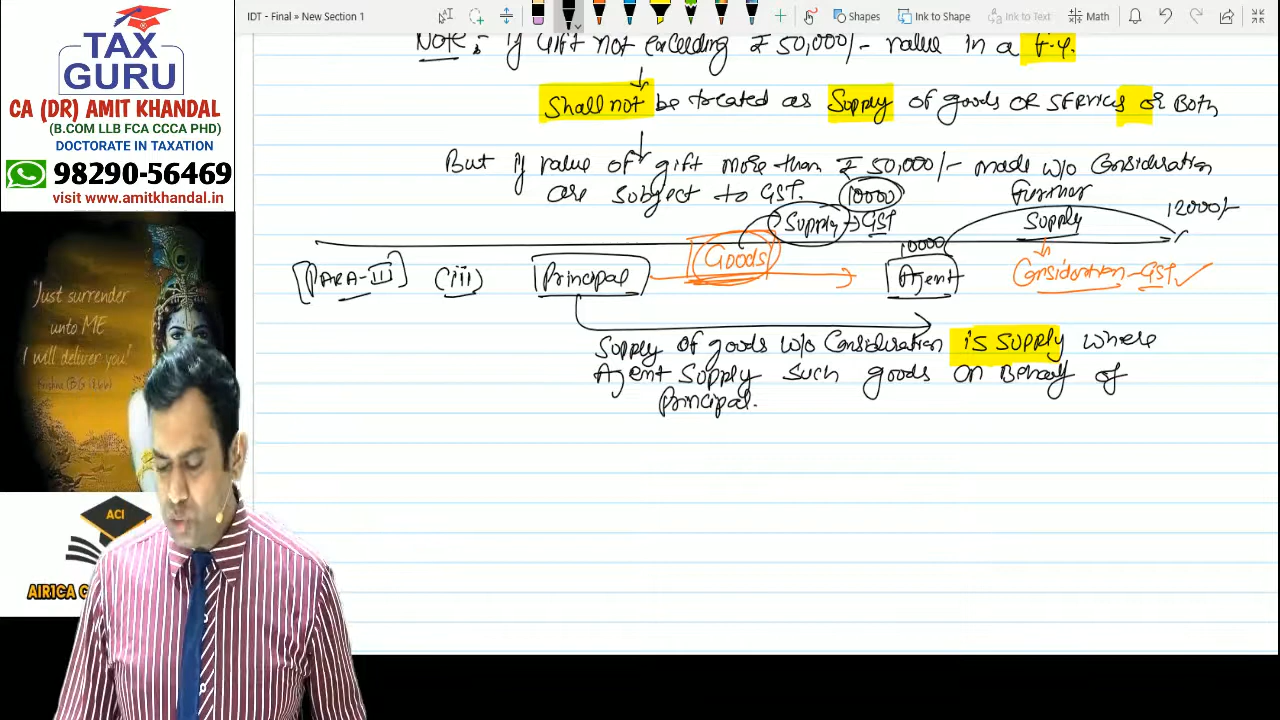 IDT - Final » New Section 1
Shapes
Ink to Shape
Ink to Text
Math
TAX
GURU
CA (DR) AMIT KHANDAL
(B.COM LLB FCA CCCA PHD)
DOCTORATE IN TAXATION
98290-56469
visit www.amitkhandal.in
Note: if Gift not exceeding ₹ 50,000/- value in a F.Y.
Shall not be treated as Supply of goods or services or Both
But if value of gift more than ₹ 50,000/- made w/o Consideration
are subject to GST.
10000
Further
Supply → GST
Supply
12000/-
10000
[PARA-III] (iii) Principal
Goods
Agent
Consideration - GST ✓
Supply of goods w/o Consideration is supply where
Agent Supply such goods on Behalf of
Principal.
"Just surrender
unto ME
I will deliver you!
ACI